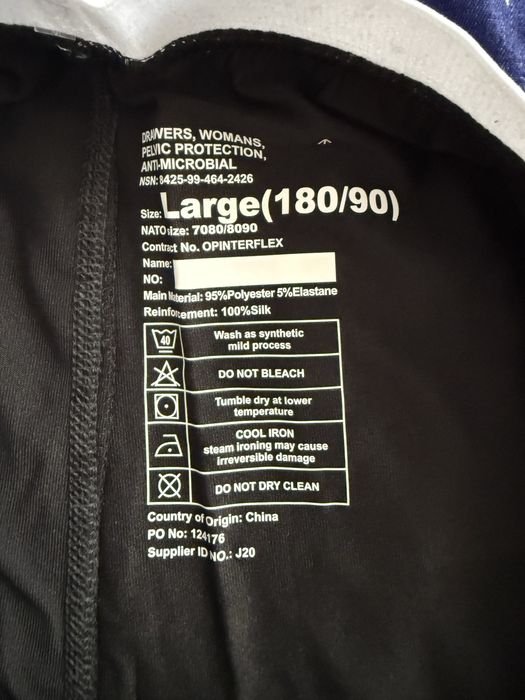 DRAWERS, WOMANS,
PELVIC PROTECTION,
ANTI-MICROBIAL
NSN: 8425-99-464-2426
Size: Large(180/90)
NATO size: 7080/8090
Contract No. OPINTERFLEX
Name:
NO:
Main Material: 95%Polyester 5%Elastane
Reinforcement: 100%Silk
40
Wash as synthetic
mild process
DO NOT BLEACH
Tumble dry at lower
temperature
COOL IRON
steam ironing may cause
irreversible damage
DO NOT DRY CLEAN
Country of Origin: China
PO No: 124176
Supplier ID NO.: J20